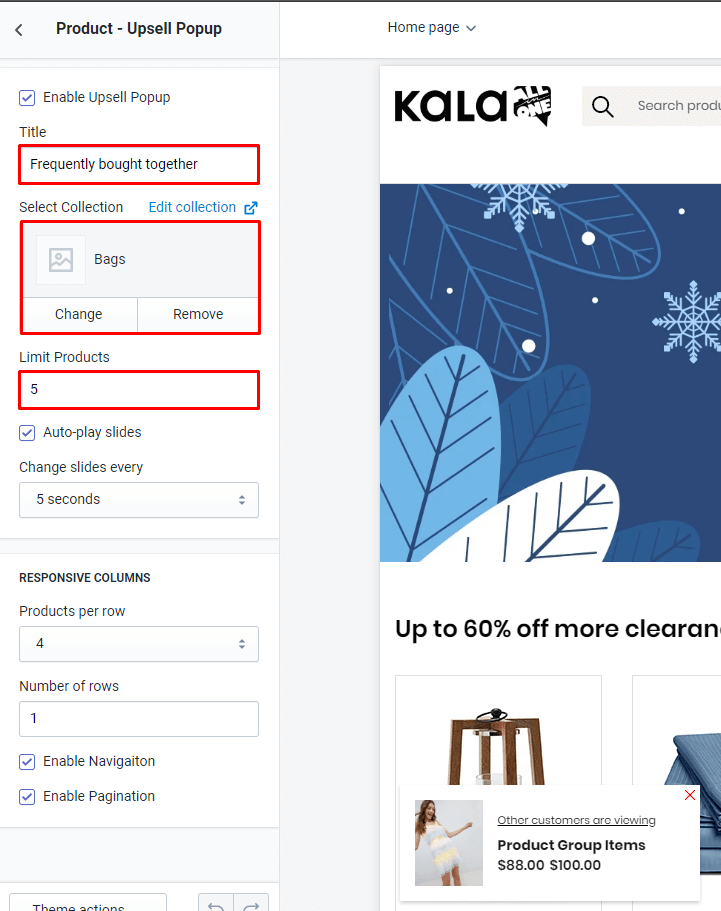 Product - Upsell Popup
Home page
Enable Upsell Popup
Title
Frequently bought together
Select Collection Edit collection
Bags
Change Remove
Limit Products
5
Auto-play slides
Change slides every
5 seconds
RESPONSIVE COLUMNS
Products per row
4
Number of rows
1
Enable Navigaiton
Enable Pagination
Theme actions
KALA ALL IN ONE
Search produ
Up to 60% off more clearan
Other customers are viewing
Product Group Items
$88.00 $100.00